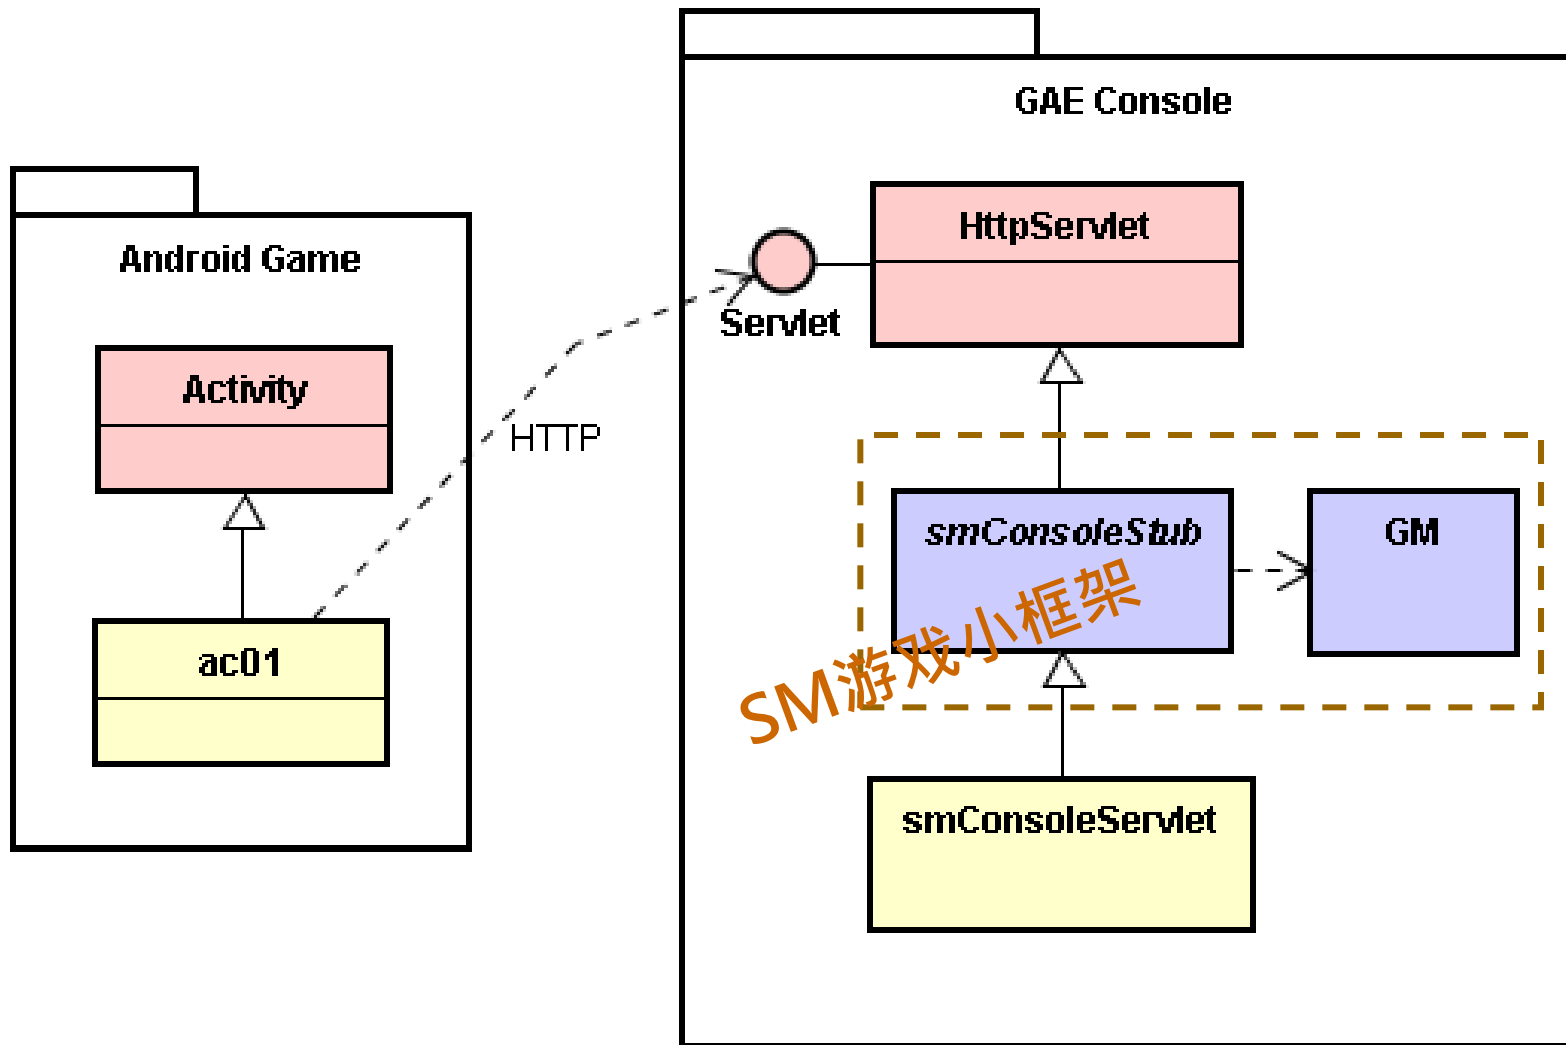 GAE Console
HttpServlet
Servlet
Android Game
Activity
HTTP
ac01
smConsoleStub
GM
SM游戏小框架
smConsoleServlet